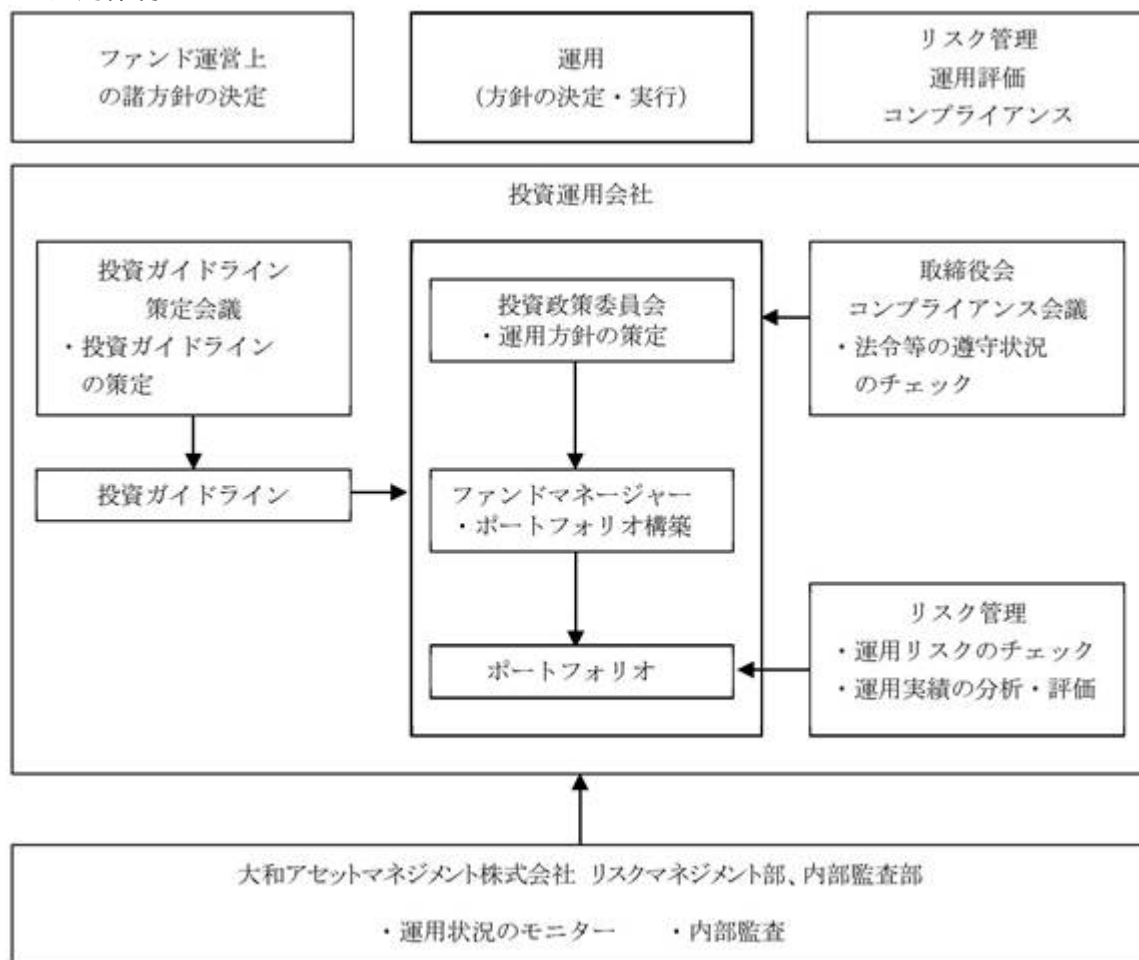 ファンド運営上
の諸方針の決定
運用
(方針の決定・実行)
リスク管理
運用評価
コンプライアンス
投資運用会社
投資ガイドライン
策定会議
・投資ガイドライン
の策定
投資ガイドライン
投資政策委員会
・運用方針の策定
ファンドマネージャー
・ポートフォリオ構築
ポートフォリオ
取締役会
コンプライアンス会議
・法令等の遵守状況
のチェック
リスク管理
・運用リスクのチェック
・運用実績の分析・評価
大和アセットマネジメント株式会社 リスクマネジメント部、内部監査部
・運用状況のモニター ・内部監査